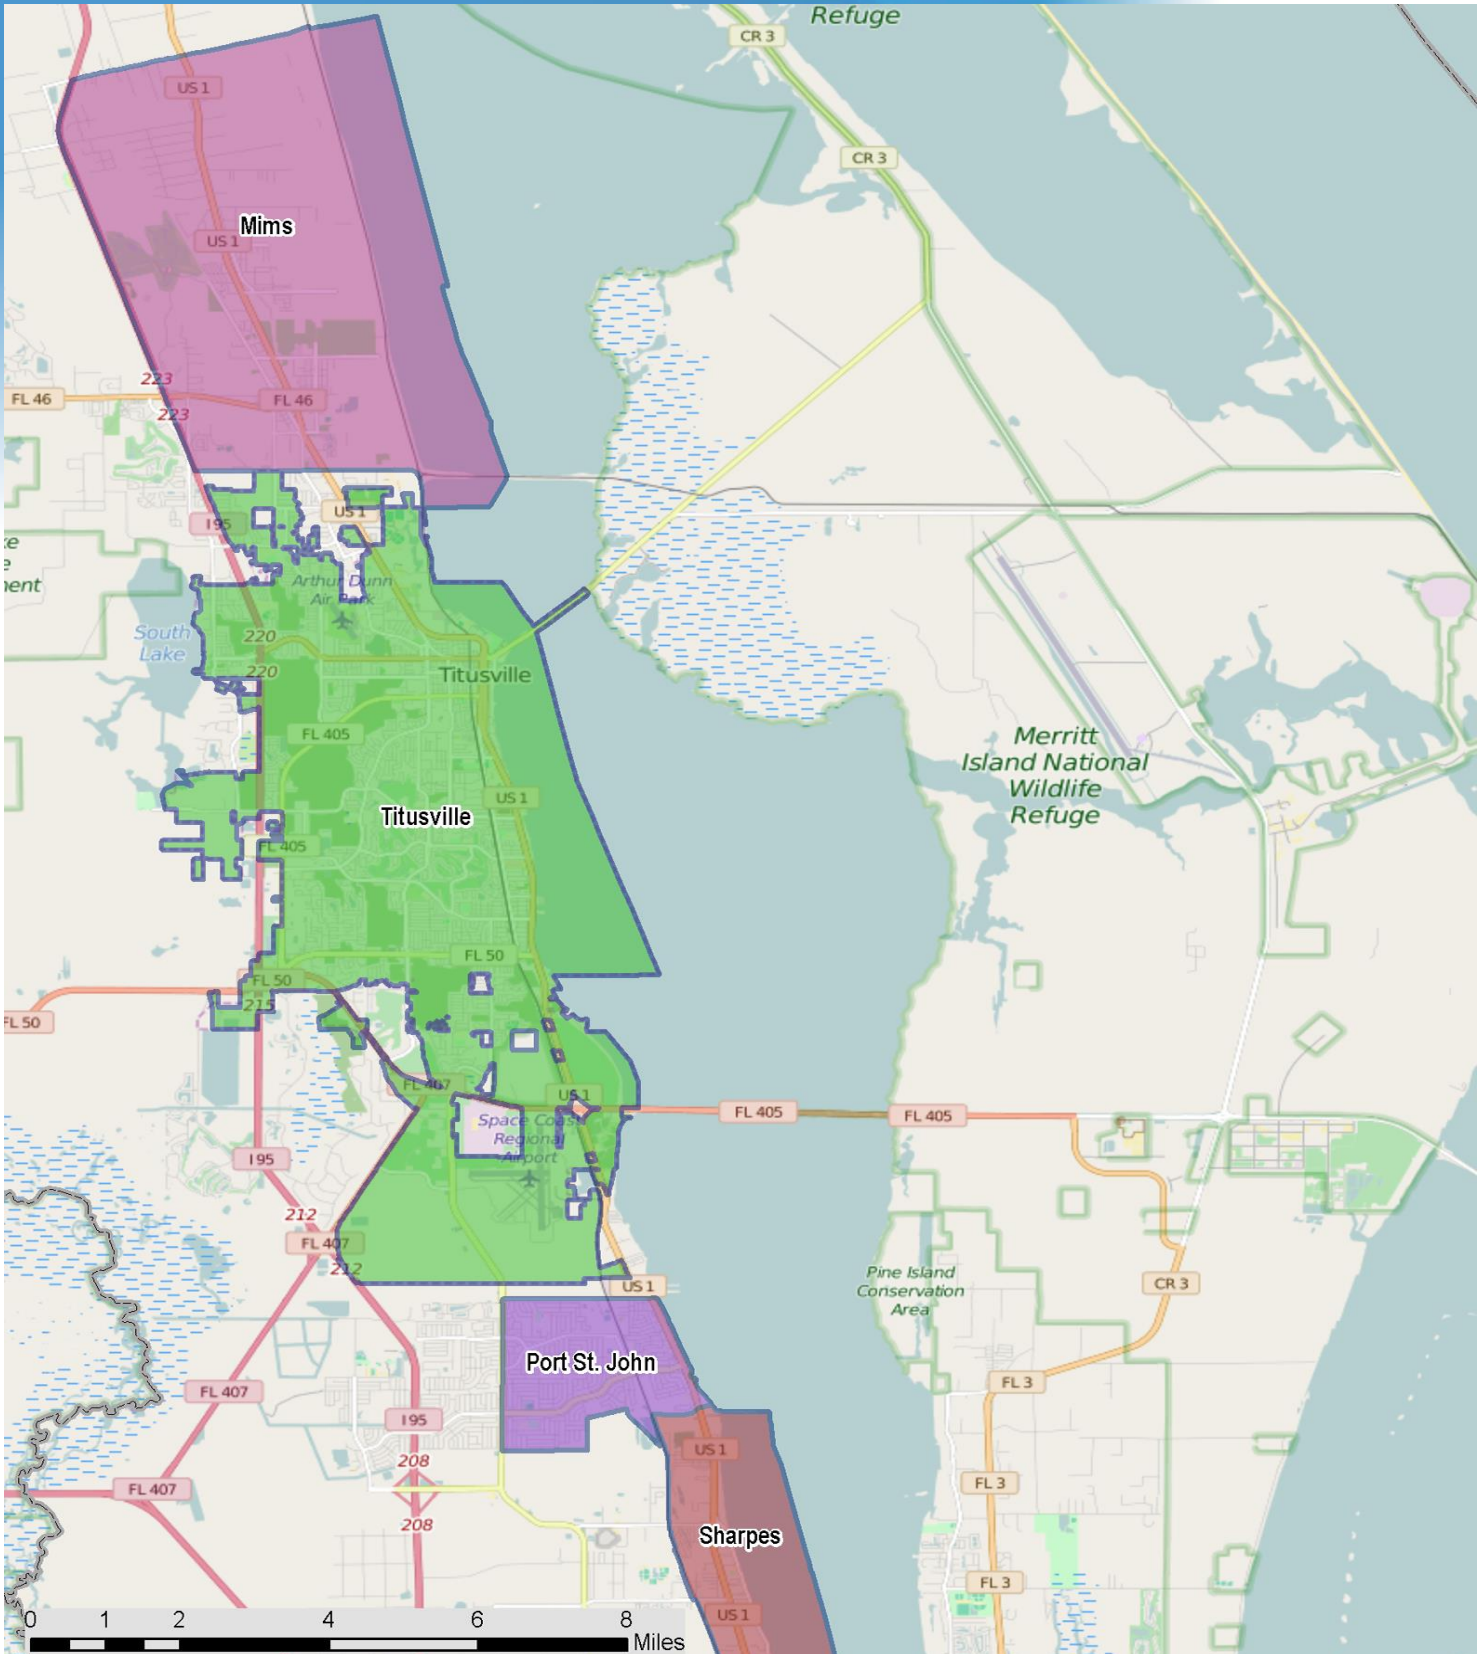 Refuge
CR 3
US 1
CR 3
Mims
US 1
223
FL 46
FL 46
223
US 1
I 95
ke
e
nent
Arthur Dunn
Air Park
South
Lake
220
220
Titusville
FL 405
Merritt
Island National
Wildlife
Refuge
US 1
Titusville
FL 405
FL 50
FL 50
215
FL 50
FL 407
US 1
FL 405
FL 405
Space Coast
Regional
Airport
I 95
212
FL 407
212
US 1
Pine Island
Conservation
Area
CR 3
Port St. John
FL 3
FL 407
I 95
US 1
208
FL 407
FL 3
208
Sharpes
FL 3
US 1
0 1 2 4 6 8
Miles